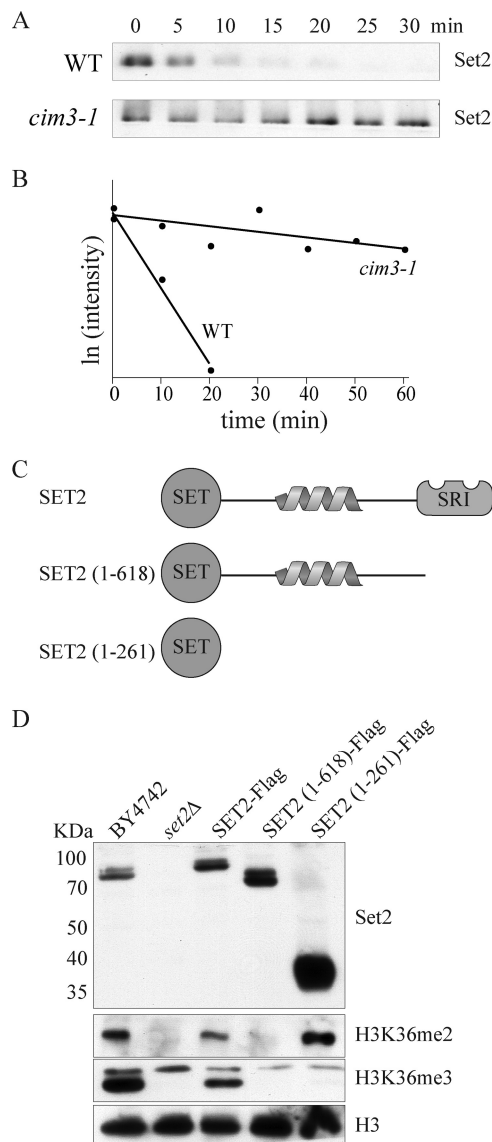 A
0 5 10 15 20 25 30 min
WT Set2
cim3-1 Set2
B
ln (intensity)
cim3-1
WT
0 10 20 30 40 50 60
time (min)
C
SET2 SET SRI
SET2 (1-618) SET
SET2 (1-261) SET
D
KDa BY4742 set2Δ SET2-Flag SET2 (1-618)-Flag SET2 (1-261)-Flag
100
70
50
40
35
Set2
H3K36me2
H3K36me3
H3